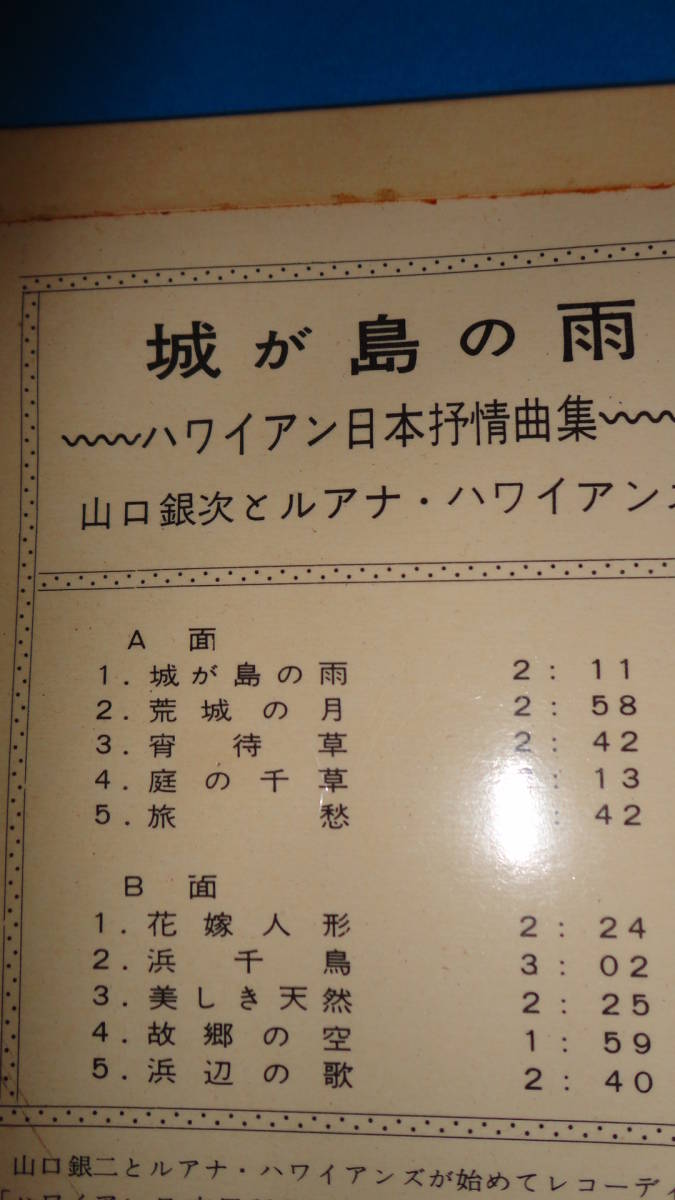 城が島の雨
〜〜〜ハワイアン日本抒情曲集〜〜〜
山口銀次とルアナ・ハワイアンズ
A 面
1. 城が島の雨 2: 11
2. 荒城の月 2: 58
3. 宵待草 2: 42
4. 庭の千草 : 13
5. 旅愁 : 42
B 面
1. 花嫁人形 2: 24
2. 浜千鳥 3: 02
3. 美しき天然 2: 25
4. 故郷の空 1: 59
5. 浜辺の歌 2: 40
山口銀二とルアナ・ハワイアンズが始めてレコーディ